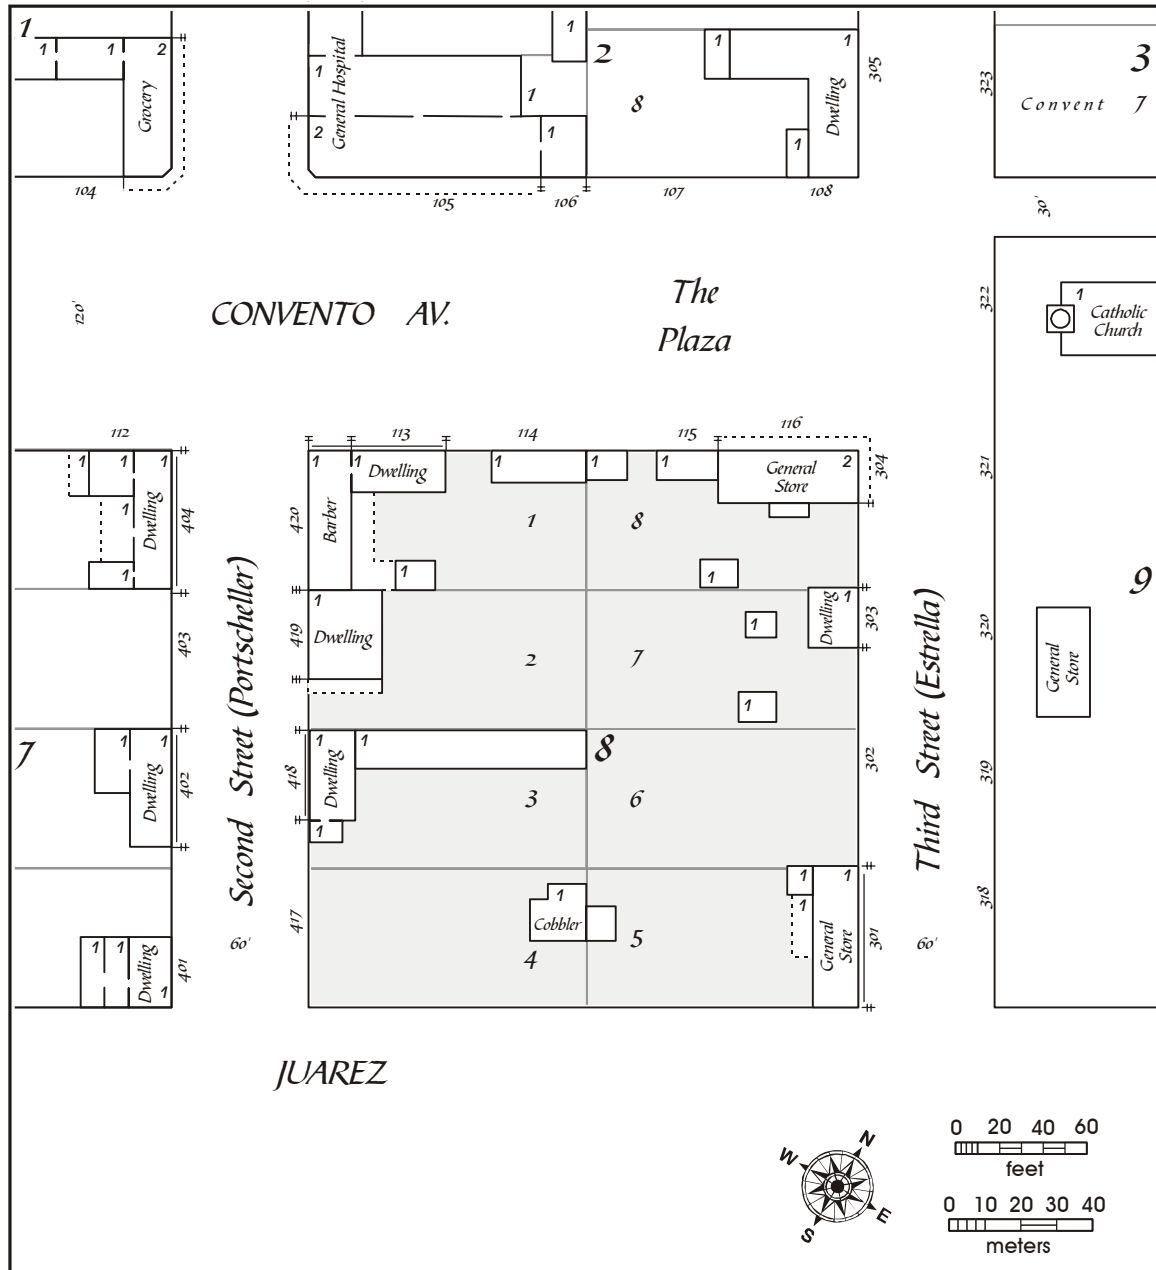 1
1
1
2
Grocery
104
1
General Hospital
2
1
1
1
105
106
2
8
1
1
1
Dwelling
107
108
305
323
3
Convent 7
30'
120'
CONVENTO AV.
The
Plaza
322
1
Catholic
Church
321
9
320
General
Store
319
318
112
1
1
1
1
1
Dwelling
404
403
7
1
1
Dwelling
402
1
1
Dwelling
1
401
Second Street (Portscheller)
60'
113
114
115
116
1
Barber
420
1
Dwelling
1
1
1
1
General
Store
2
304
1
8
1
1
1
Dwelling
419
2
7
1
1
Dwelling
1
303
1
Dwelling
418
1
1
8
3
6
302
417
1
Cobbler
4
5
1
1
1
General
Store
301
Third Street (Estrella)
60'
JUAREZ
N
W
E
S
0 20 40 60
feet
0 10 20 30 40
meters